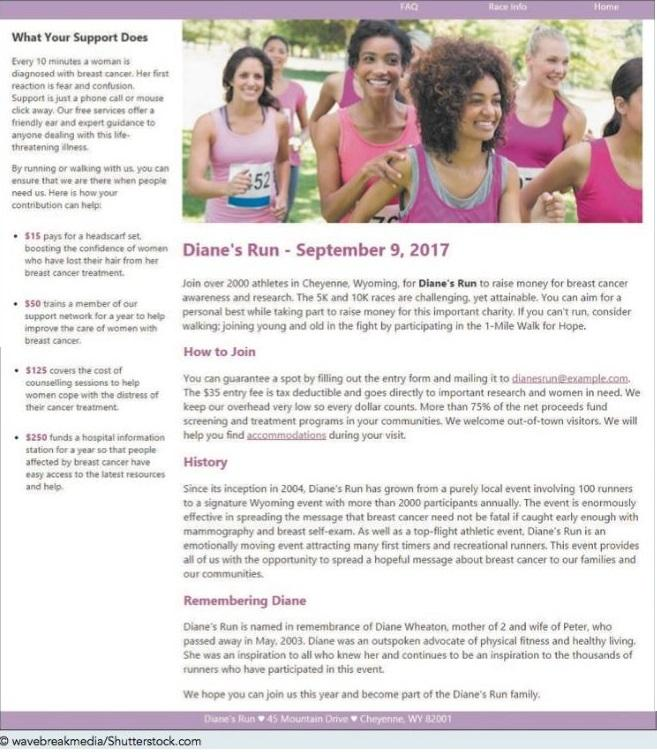 FAQ Race Info Home
What Your Support Does
Every 10 minutes a woman is
diagnosed with breast cancer. Her first
reaction is fear and confusion.
Support is just a phone call or mouse
click away. Our free services offer a
friendly ear and expert guidance to
anyone dealing with this life-
threatening illness.
By running or walking with us, you can
ensure that we are there when people
need us. Here is how your
contribution can help:
• $15 pays for a headscarf set,
boosting the confidence of women
who have lost their hair from her
breast cancer treatment.
• $50 trains a member of our
support network for a year to help
improve the care of women with
breast cancer.
• $125 covers the cost of
counselling sessions to help
women cope with the distress of
their cancer treatment.
• $250 funds a hospital information
station for a year so that people
affected by breast cancer have
easy access to the latest resources
and help.
52
Diane's Run - September 9, 2017
Join over 2000 athletes in Cheyenne, Wyoming, for Diane's Run to raise money for breast cancer
awareness and research. The 5K and 10K races are challenging, yet attainable. You can aim for a
personal best while taking part to raise money for this important charity. If you can't run, consider
walking; joining young and old in the fight by participating in the 1-Mile Walk for Hope.
How to Join
You can guarantee a spot by filling out the entry form and mailing it to dianesrun@example.com.
The $35 entry fee is tax deductible and goes directly to important research and women in need. We
keep our overhead very low so every dollar counts. More than 75% of the net proceeds fund
screening and treatment programs in your communities. We welcome out-of-town visitors. We will
help you find accommodations during your visit.
History
Since its inception in 2004, Diane's Run has grown from a purely local event involving 100 runners
to a signature Wyoming event with more than 2000 participants annually. The event is enormously
effective in spreading the message that breast cancer need not be fatal if caught early enough with
mammography and breast self-exam. As well as a top-flight athletic event, Diane's Run is an
emotionally moving event attracting many first timers and recreational runners. This event provides
all of us with the opportunity to spread a hopeful message about breast cancer to our families and
our communities.
Remembering Diane
Diane's Run is named in remembrance of Diane Wheaton, mother of 2 and wife of Peter, who
passed away in May, 2003. Diane was an outspoken advocate of physical fitness and healthy living.
She was an inspiration to all who knew her and continues to be an inspiration to the thousands of
runners who have participated in this event.
We hope you can join us this year and become part of the Diane's Run family.
Diane's Run ♥ 45 Mountain Drive ♥ Cheyenne, WY 82001
© wavebreakmedia/Shutterstock.com